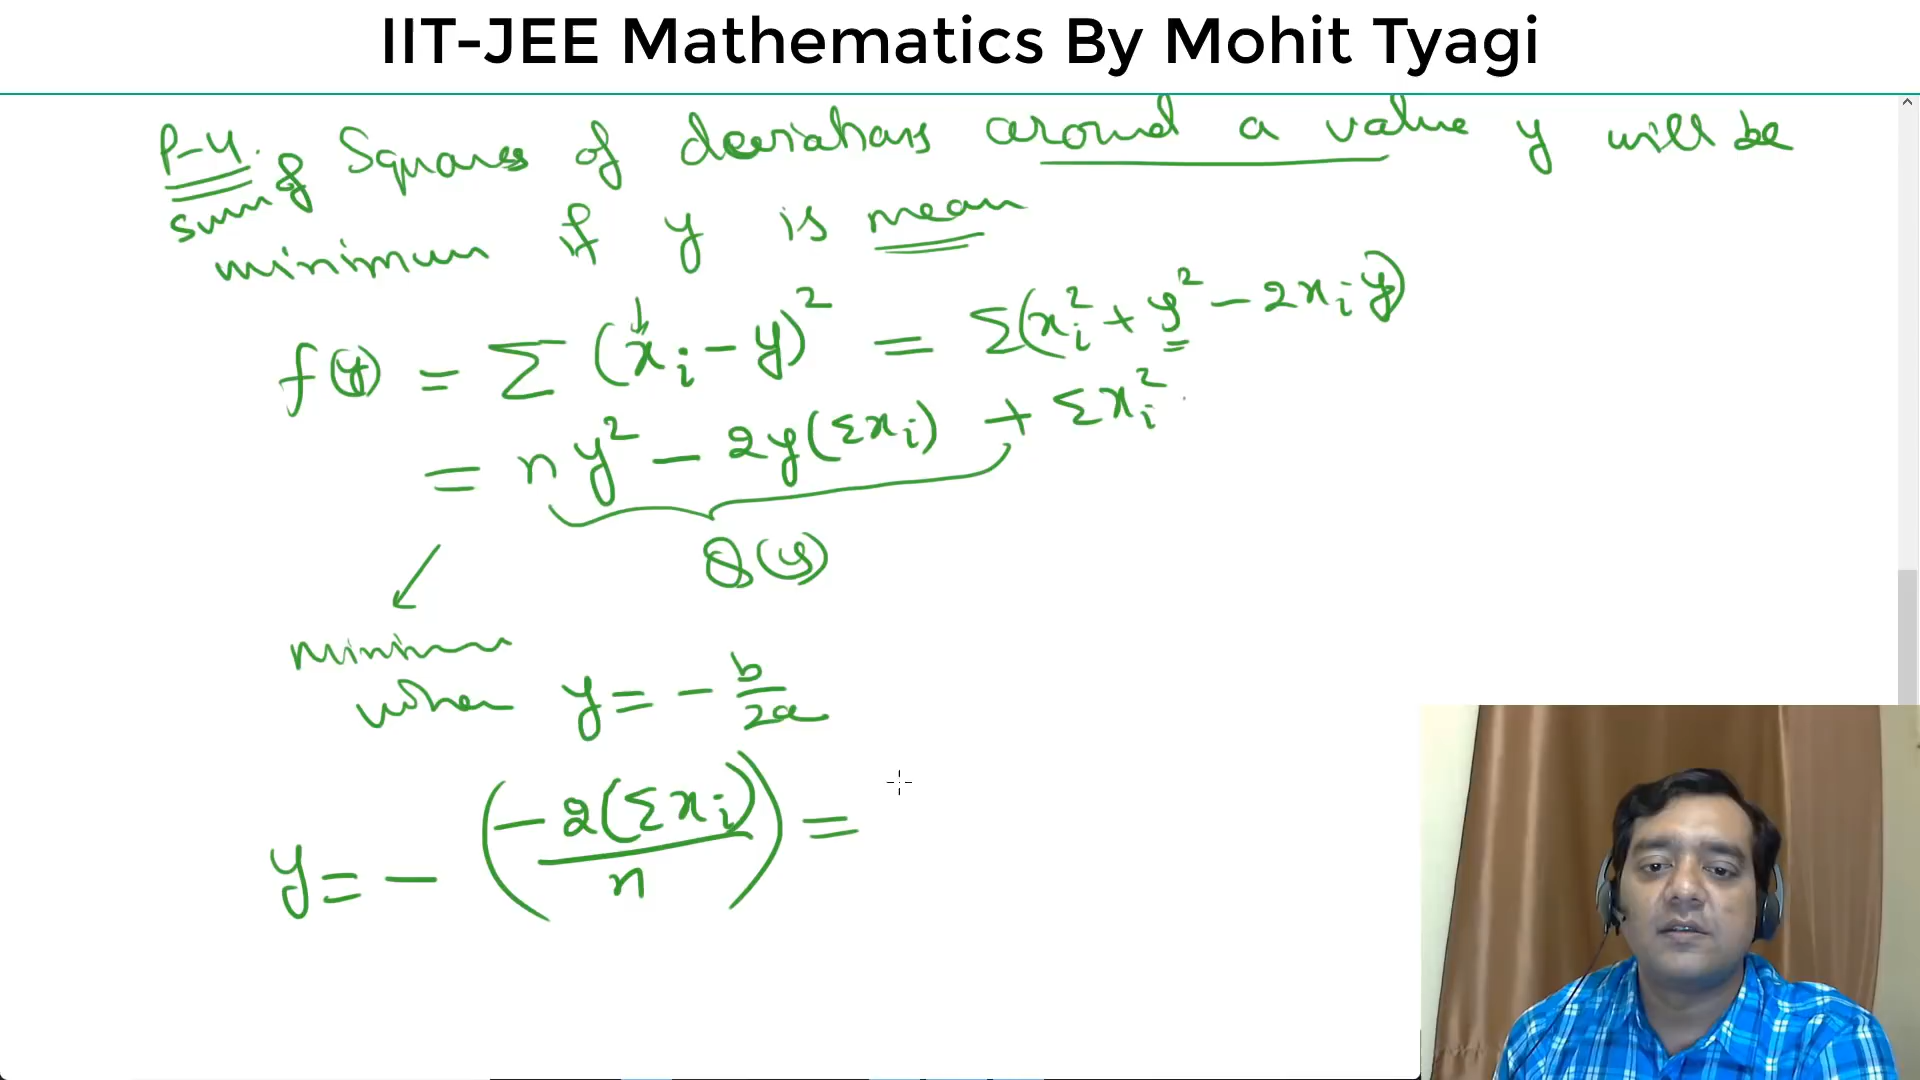 IIT-JEE Mathematics By Mohit Tyagi
P-4. Sum of Squares of deviations around a value y will be
minimum if y is mean
f(y) = Σ (xᵢ - y)² = Σ(xᵢ² + y² - 2xᵢy)
= ny² - 2y(Σxᵢ) + Σxᵢ²
Q(y)
minimum
when y = - b/2a
y = - (-2(Σxᵢ)/n) =